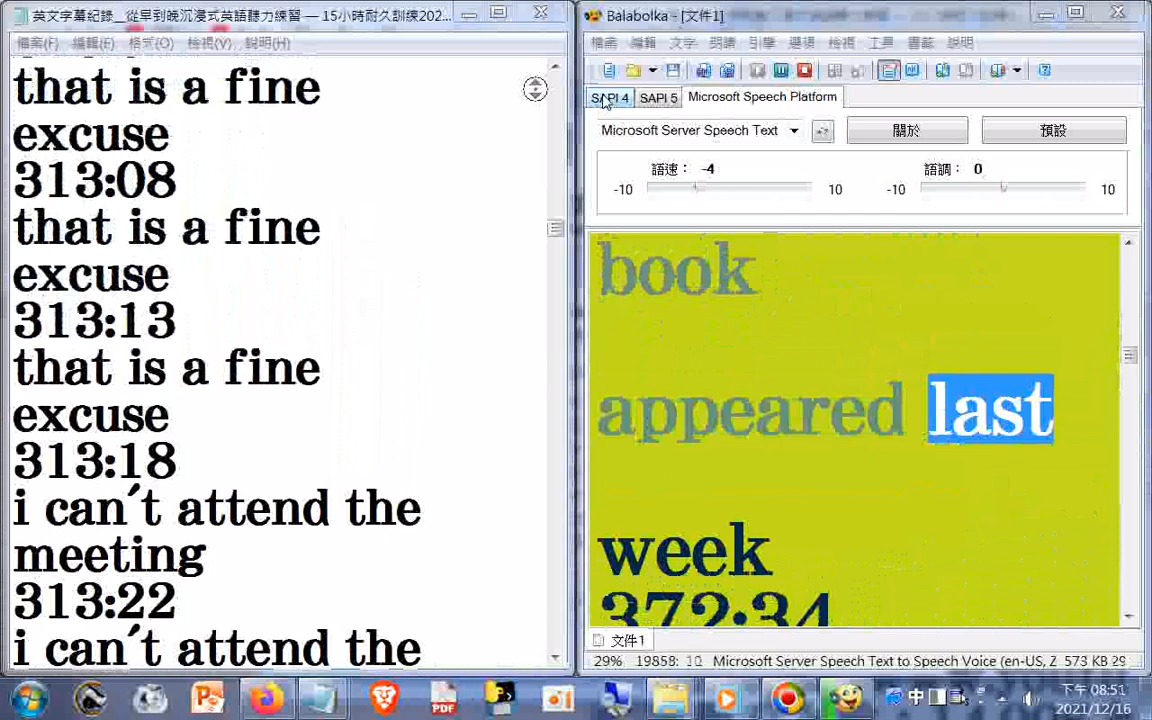 英文字幕紀錄__從早到晚沉浸式英語聽力練習 — 15小時耐久訓練202...
檔案(F) 編輯(E) 格式(O) 檢視(V) 說明(H)
that is a fine
excuse
313:08
that is a fine
excuse
313:13
that is a fine
excuse
313:18
i can't attend the
meeting
313:22
i can't attend the
Balabolka - [文件1]
檔案 編輯 文字 朗讀 引擎 選項 檢視 工具 書籤 說明
SAPI 4 SAPI 5 Microsoft Speech Platform
Microsoft Server Speech Text 關於 預設
語速： -4 語調： 0
-10 10 -10 10
book
appeared last
week
372:34
文件1
29% 19858: 10 Microsoft Server Speech Text to Speech Voice (en-US, Z 573 KB 29
中 下午 08:51
2021/12/16